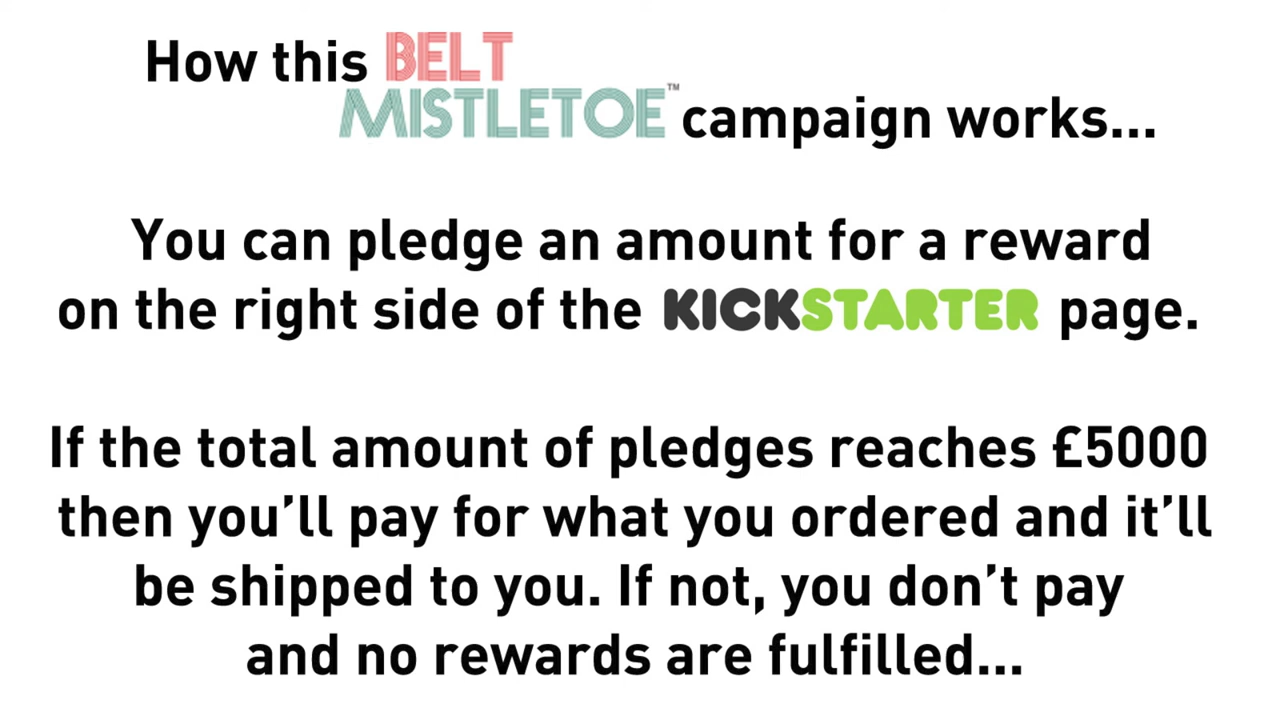 How this BELT
MISTLETOE™ campaign works...
You can pledge an amount for a reward
on the right side of the KICKSTARTER page.
If the total amount of pledges reaches £5000
then you’ll pay for what you ordered and it’ll
be shipped to you. If not, you don’t pay
and no rewards are fulfilled...